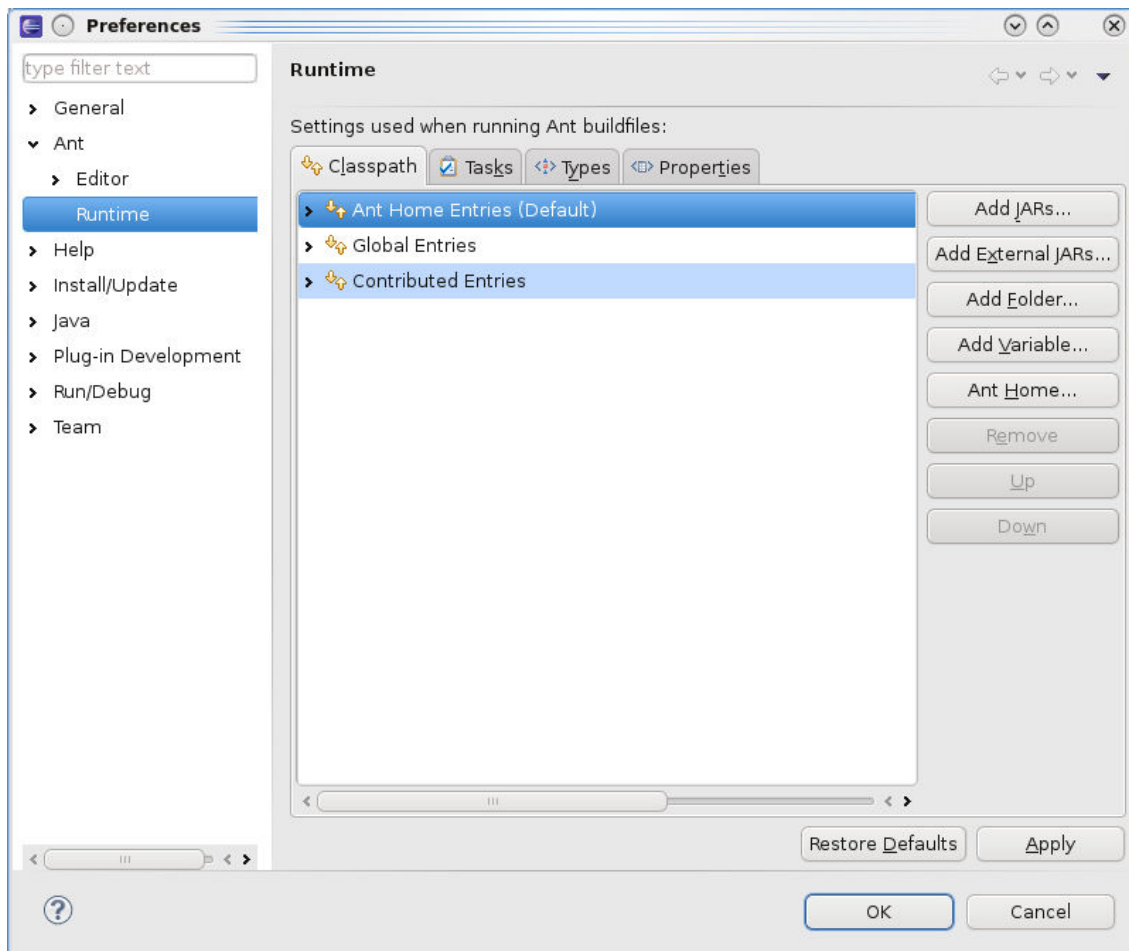 Preferences
type filter text
General
Ant
Editor
Runtime
Help
Install/Update
Java
Plug-in Development
Run/Debug
Team
Runtime
Settings used when running Ant buildfiles:
Classpath Tasks Types Properties
Ant Home Entries (Default)
Global Entries
Contributed Entries
Add JARs...
Add External JARs...
Add Folder...
Add Variable...
Ant Home...
Remove
Up
Down
Restore Defaults Apply
? OK Cancel